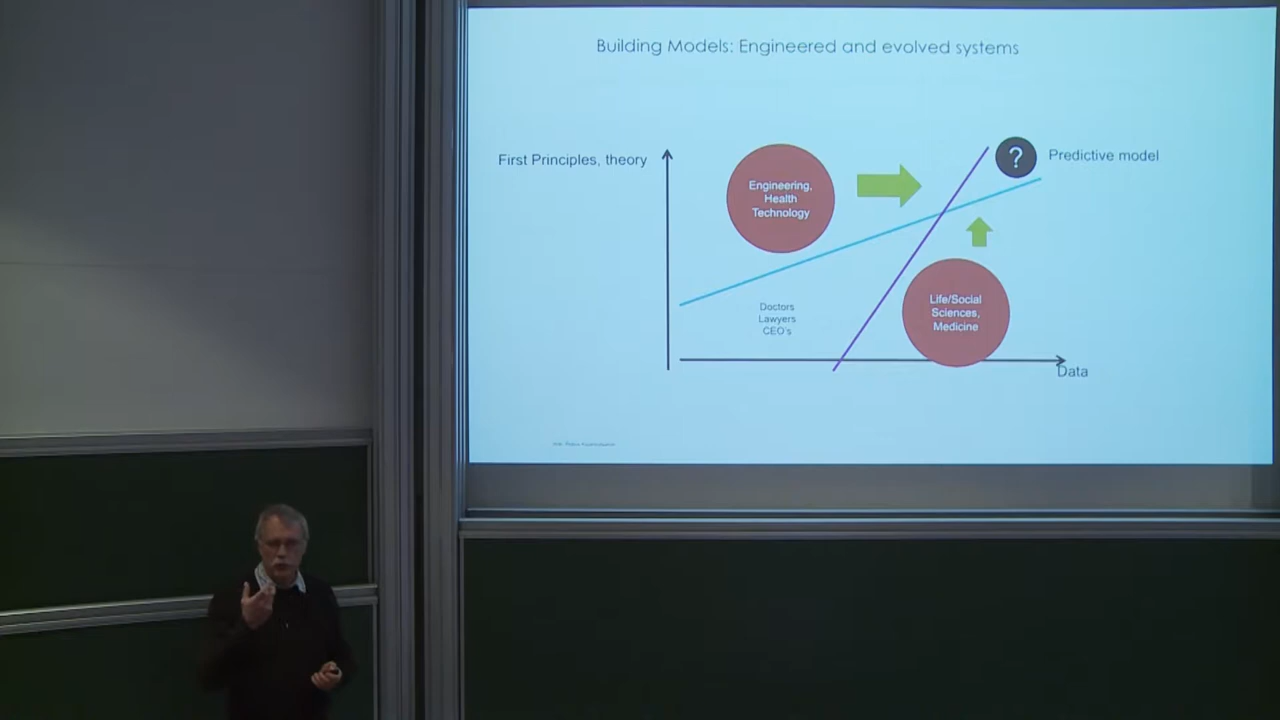 Building Models: Engineered and evolved systems
First Principles, theory
Engineering,
Health
Technology
?
Predictive model
Doctors
Lawyers
CEO's
Life/Social
Sciences,
Medicine
Data